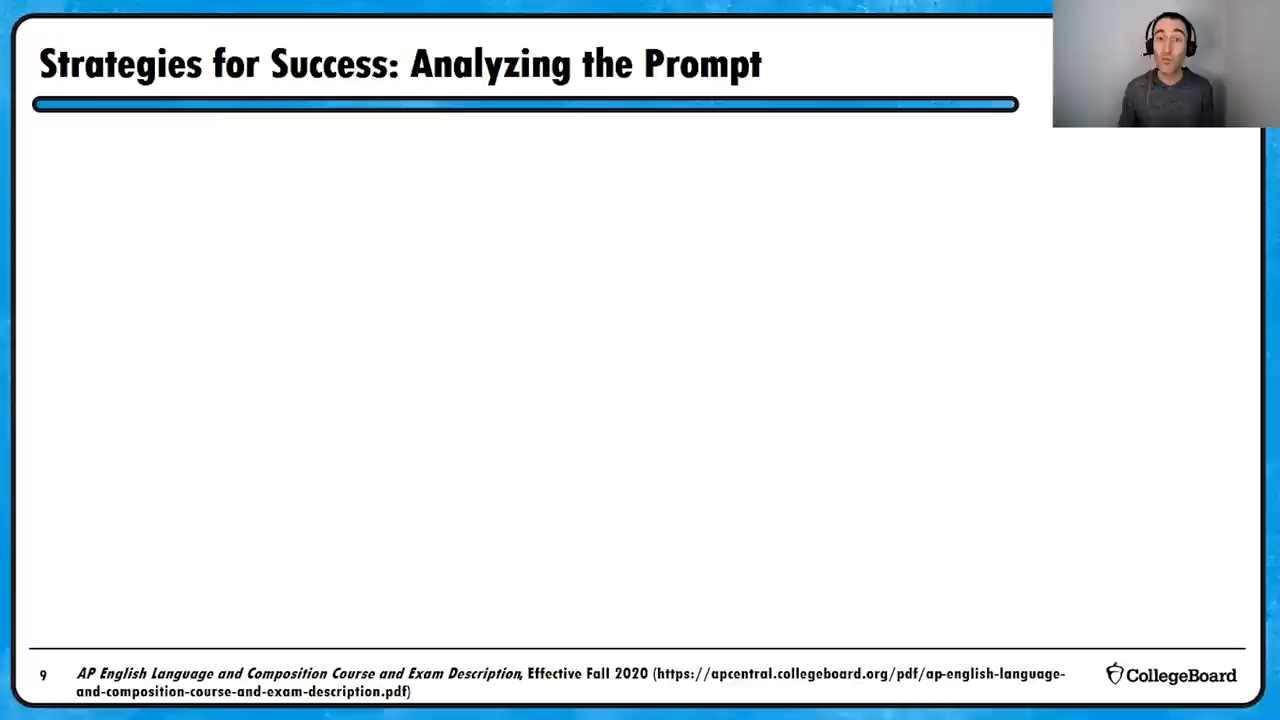 Strategies for Success: Analyzing the Prompt
9
AP English Language and Composition Course and Exam Description, Effective Fall 2020 (https://apcentral.collegeboard.org/pdf/ap-english-language-
and-composition-course-and-exam-description.pdf)
CollegeBoard